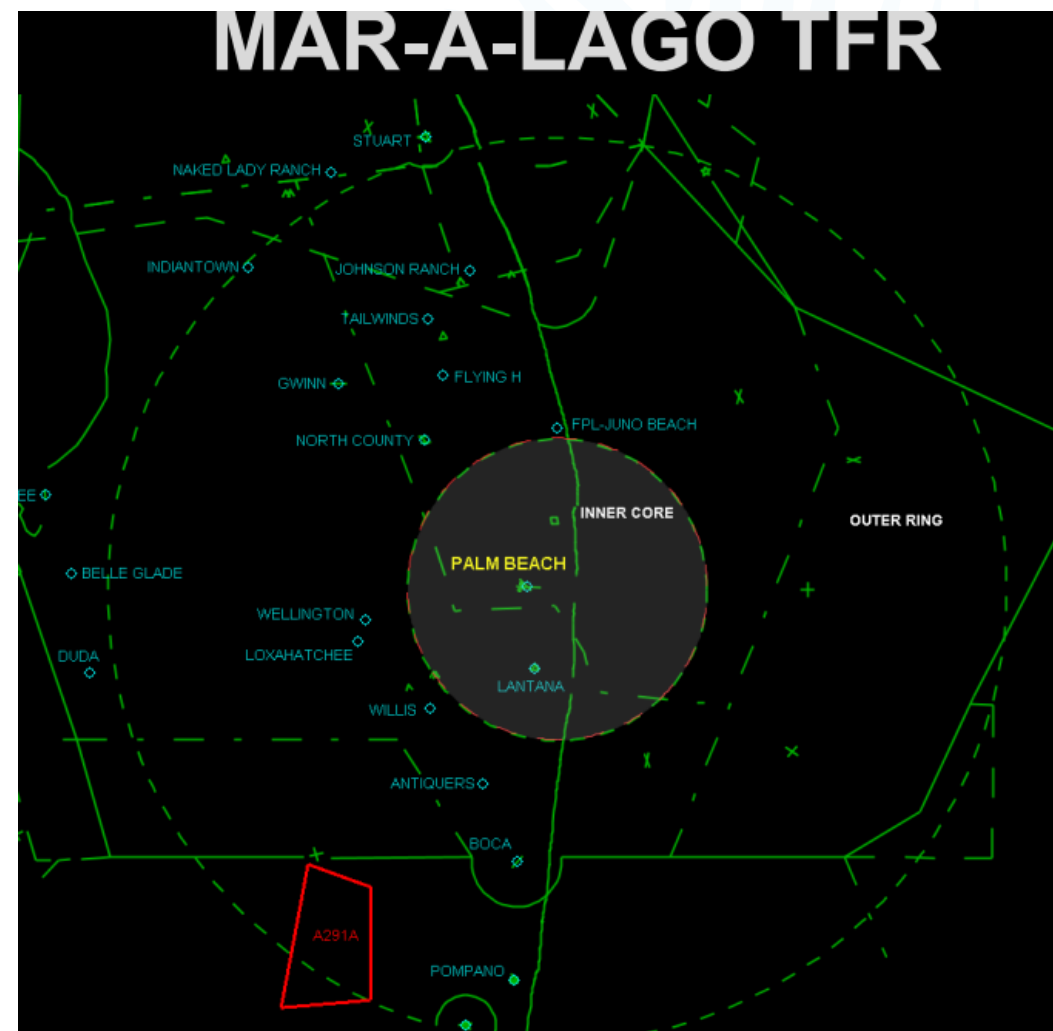 MAR-A-LAGO TFR
STUART
NAKED LADY RANCH
INDIANTOWN
JOHNSON RANCH
TAILWINDS
FLYING H
GWINN
FPL-JUNO BEACH
NORTH COUNTY
EE
INNER CORE
OUTER RING
PALM BEACH
BELLE GLADE
WELLINGTON
LOXAHATCHEE
DUDA
LANTANA
WILLIS
ANTIQUERS
BOCA
A291A
POMPANO